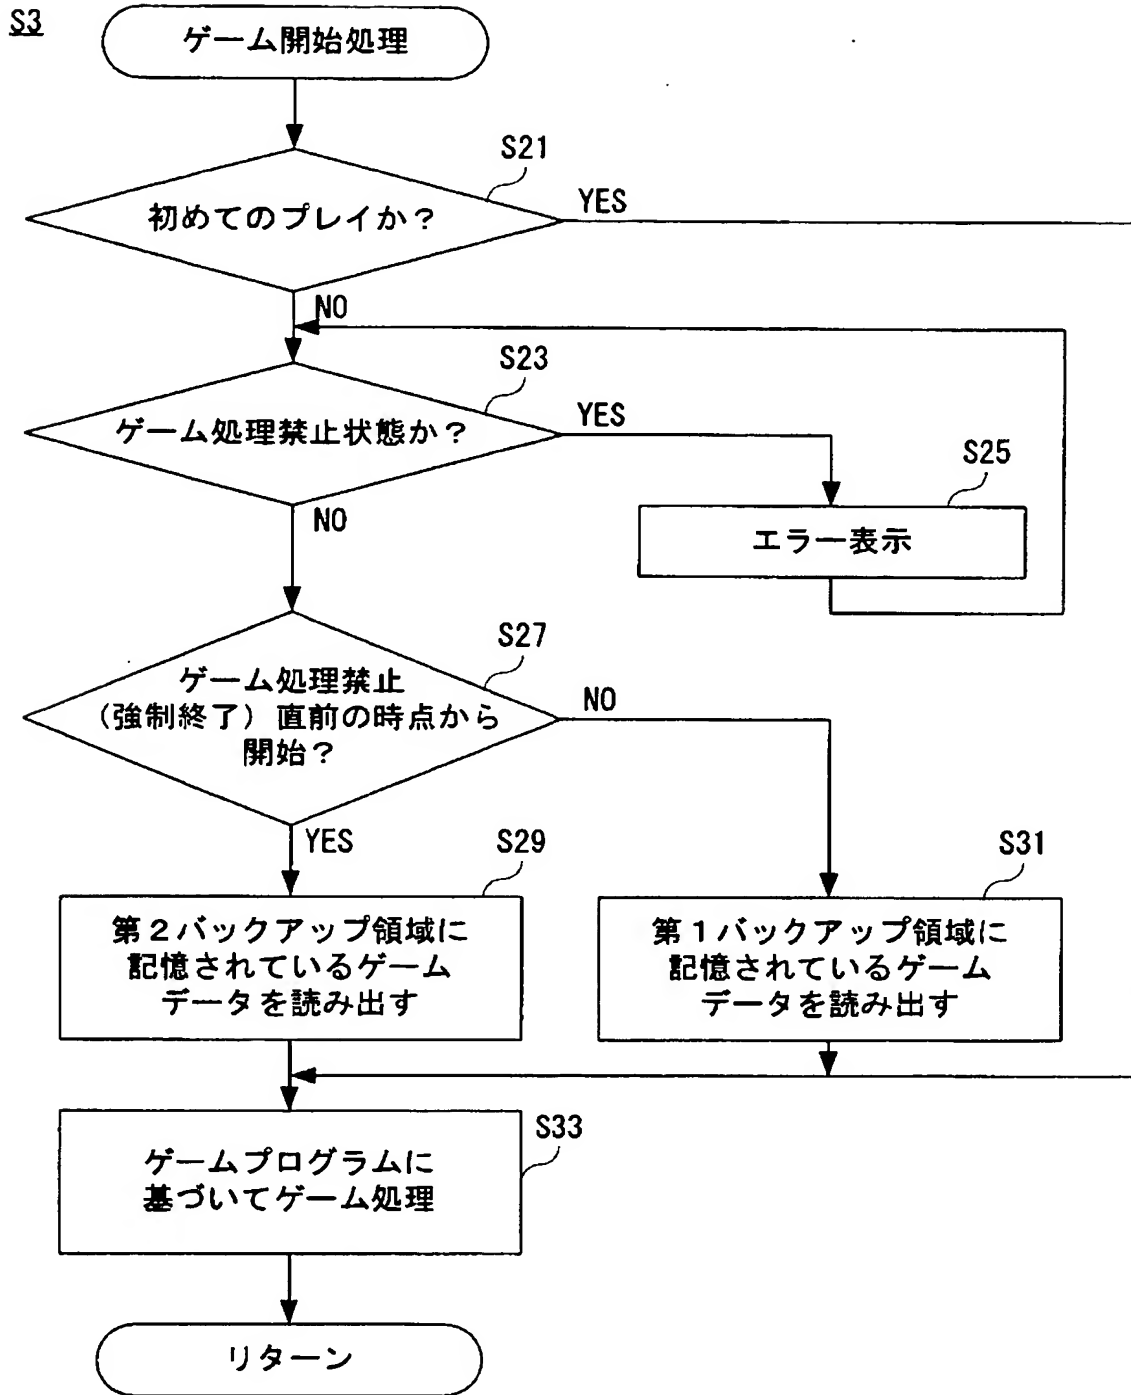 S3
ゲーム開始処理
S21
初めてのプレイか?
YES
NO
S23
ゲーム処理禁止状態か?
YES
S25
エラー表示
NO
S27
ゲーム処理禁止
(強制終了)直前の時点から
開始?
NO
YES
S29
第2バックアップ領域に
記憶されているゲーム
データを読み出す
S31
第1バックアップ領域に
記憶されているゲーム
データを読み出す
S33
ゲームプログラムに
基づいてゲーム処理
リターン